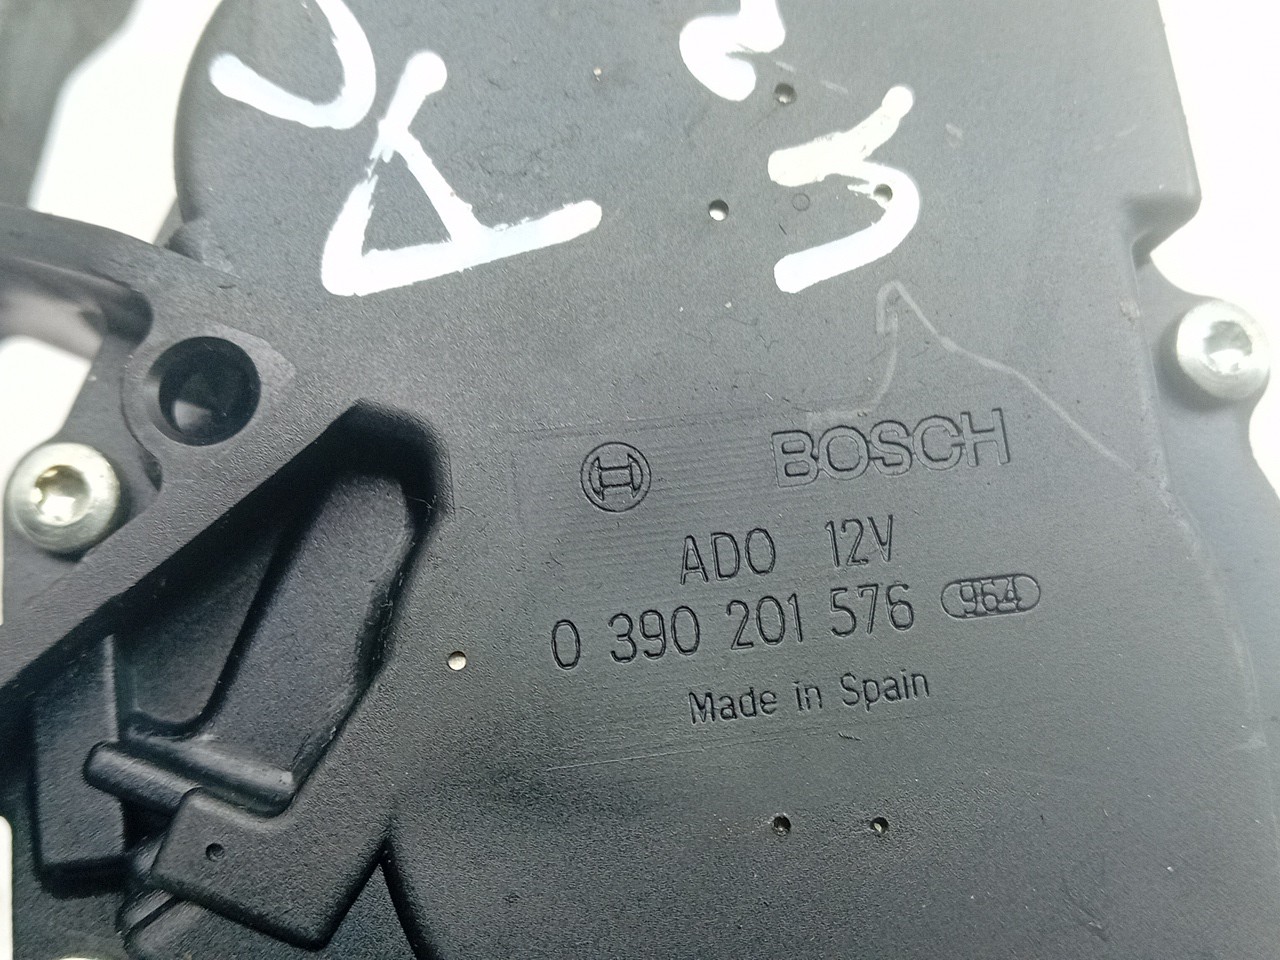 BOSCH
ADO 12V
0 390 201 576 964
Made in Spain